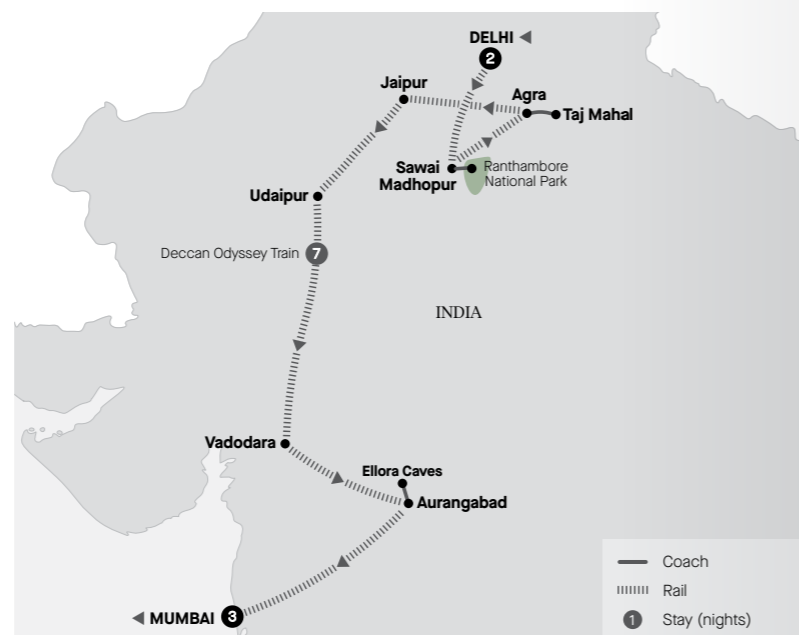 DELHI
2
Jaipur
Agra
Taj Mahal
Sawai
Madhopur
Ranthambore
National Park
Udaipur
Deccan Odyssey Train
7
INDIA
Vadodara
Ellora Caves
Aurangabad
MUMBAI
3
Coach
Rail
1
Stay (nights)